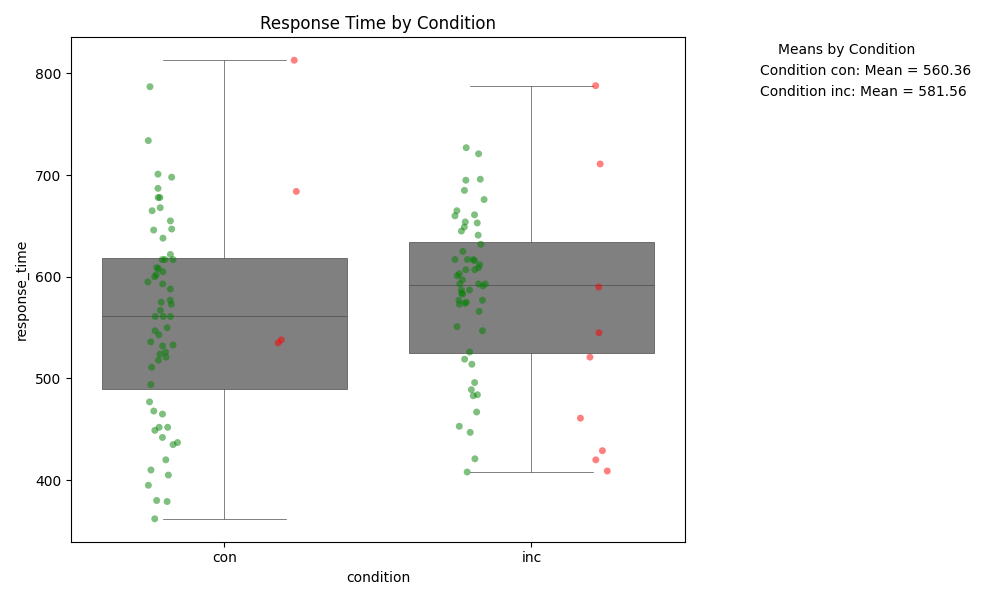 Response Time by Condition
Means by Condition
Condition con: Mean = 560.36
Condition inc: Mean = 581.56
response_time
800
700
600
500
400
con
inc
condition